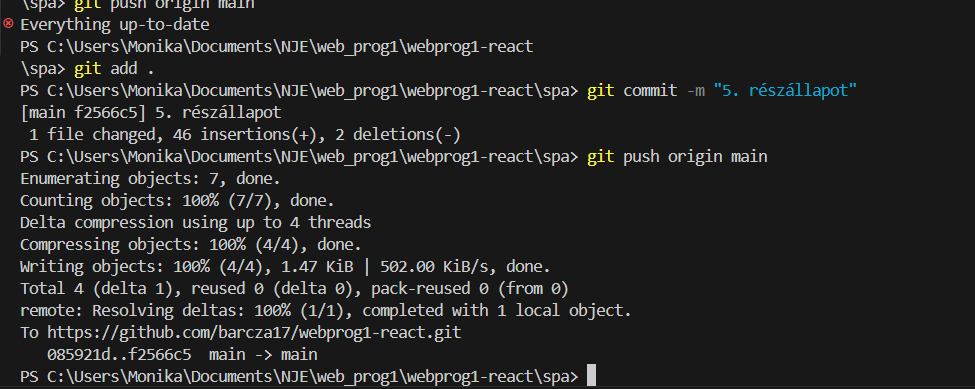 \spa> git push origin main
Everything up-to-date
PS C:\Users\Monika\Documents\NJE\web_prog1\webprog1-react
\spa> git add .
PS C:\Users\Monika\Documents\NJE\web_prog1\webprog1-react\spa> git commit -m "5. részállapot"
[main f2566c5] 5. részállapot
 1 file changed, 46 insertions(+), 2 deletions(-)
PS C:\Users\Monika\Documents\NJE\web_prog1\webprog1-react\spa> git push origin main
Enumerating objects: 7, done.
Counting objects: 100% (7/7), done.
Delta compression using up to 4 threads
Compressing objects: 100% (4/4), done.
Writing objects: 100% (4/4), 1.47 KiB | 502.00 KiB/s, done.
Total 4 (delta 1), reused 0 (delta 0), pack-reused 0 (from 0)
remote: Resolving deltas: 100% (1/1), completed with 1 local object.
To https://github.com/barcza17/webprog1-react.git
   085921d..f2566c5  main -> main
PS C:\Users\Monika\Documents\NJE\web_prog1\webprog1-react\spa>